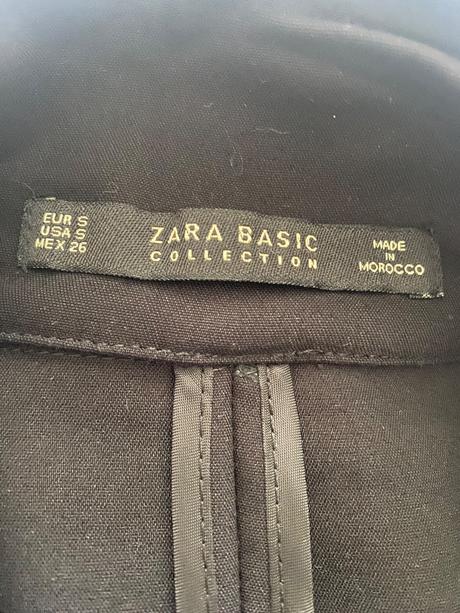 EUR S
USA S
MEX 26
ZARA BASIC
COLLECTION
MADE
IN
MOROCCO